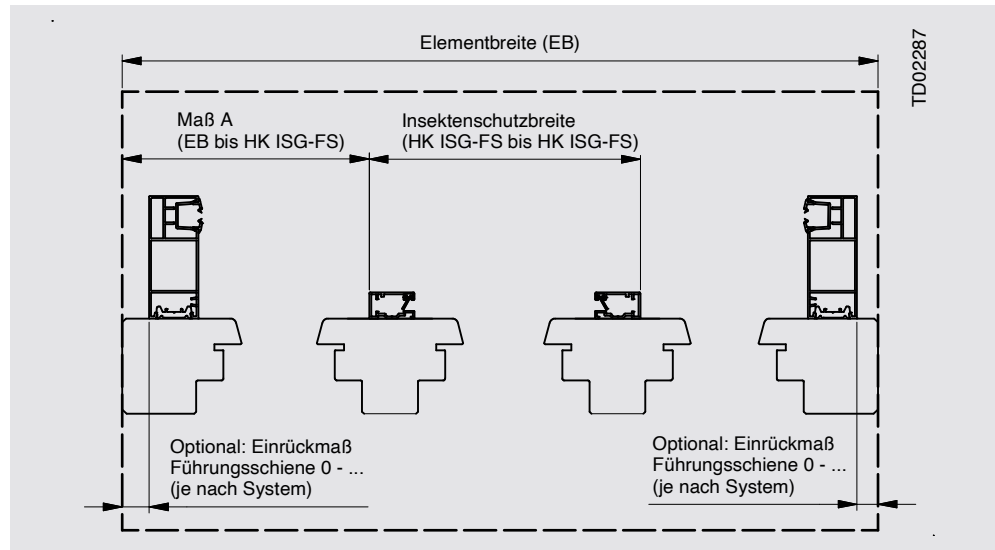 Elementbreite (EB)
TD02287
Maß A
(EB bis HK ISG-FS)
Insektenschutzbreite
(HK ISG-FS bis HK ISG-FS)
Optional: Einrückmaß
Führungsschiene 0 - ...
(je nach System)
Optional: Einrückmaß
Führungsschiene 0 - ...
(je nach System)